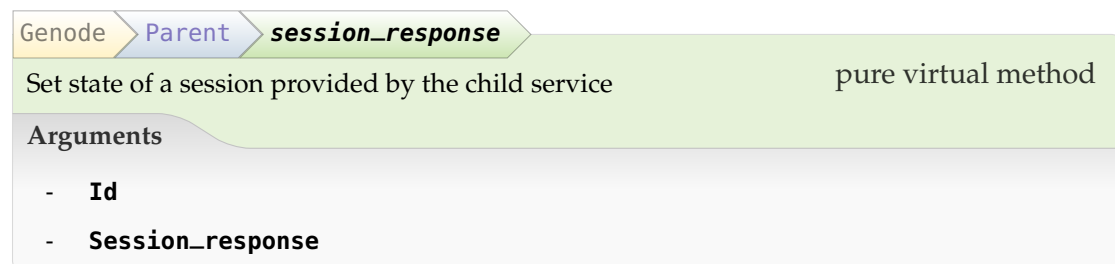 Genode Parent session_response
Set state of a session provided by the child service pure virtual method
Arguments
- Id
- Session_response